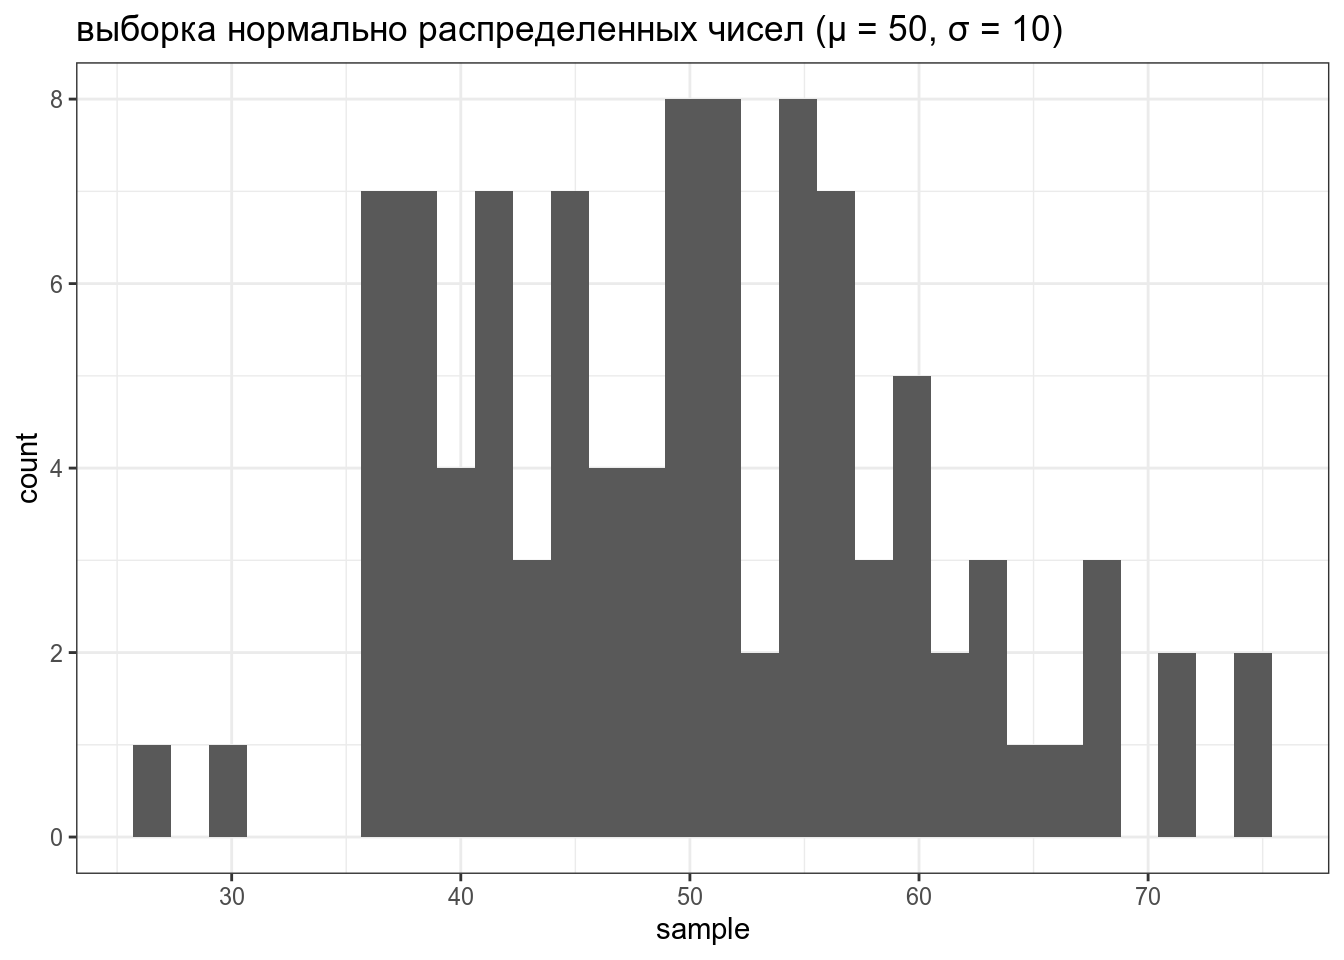 выборка нормально распределенных чисел (μ = 50, σ = 10)
8
6
4
2
0
count
30 40 50 60 70
sample